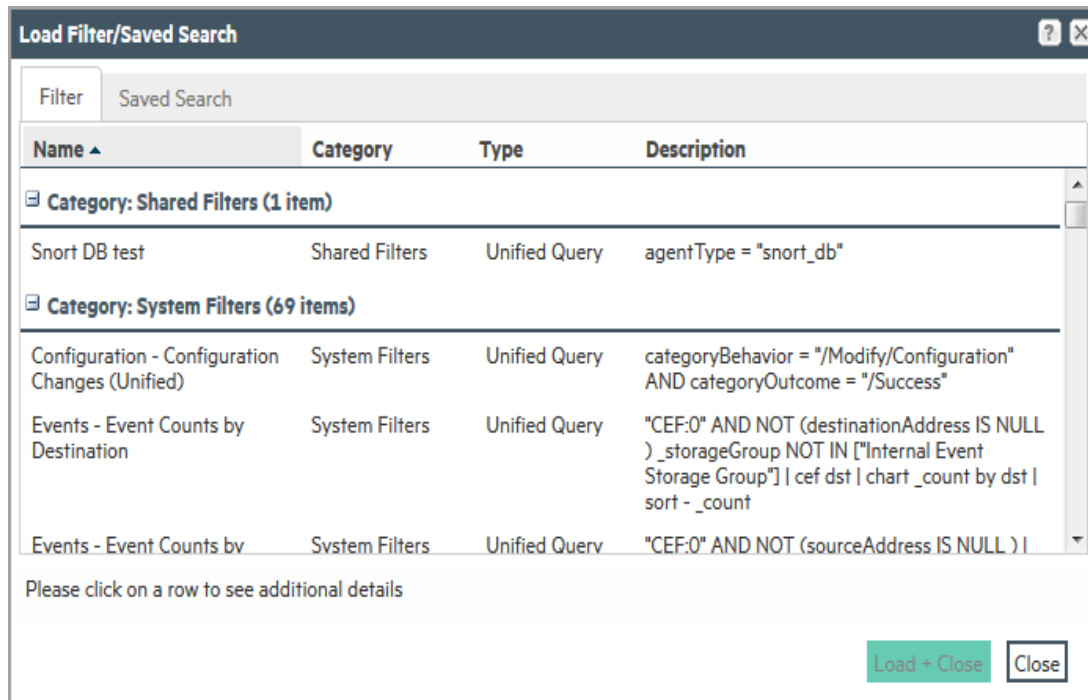 Load Filter/Saved Search
?
Filter Saved Search
Name Category Type Description
Category: Shared Filters (1 item)
Snort DB test Shared Filters Unified Query agentType = "snort_db"
Category: System Filters (69 items)
Configuration - Configuration System Filters Unified Query categoryBehavior = "/Modify/Configuration"
Changes (Unified) AND categoryOutcome = "/Success"
Events - Event Counts by System Filters Unified Query "CEF:0" AND NOT (destinationAddress IS NULL
Destination ) _storageGroup NOT IN ["Internal Event
Storage Group"] | cef dst | chart _count by dst |
sort - _count
Events - Event Counts by System Filters Unified Query "CEF:0" AND NOT (sourceAddress IS NULL ) |
Please click on a row to see additional details
Load + Close Close